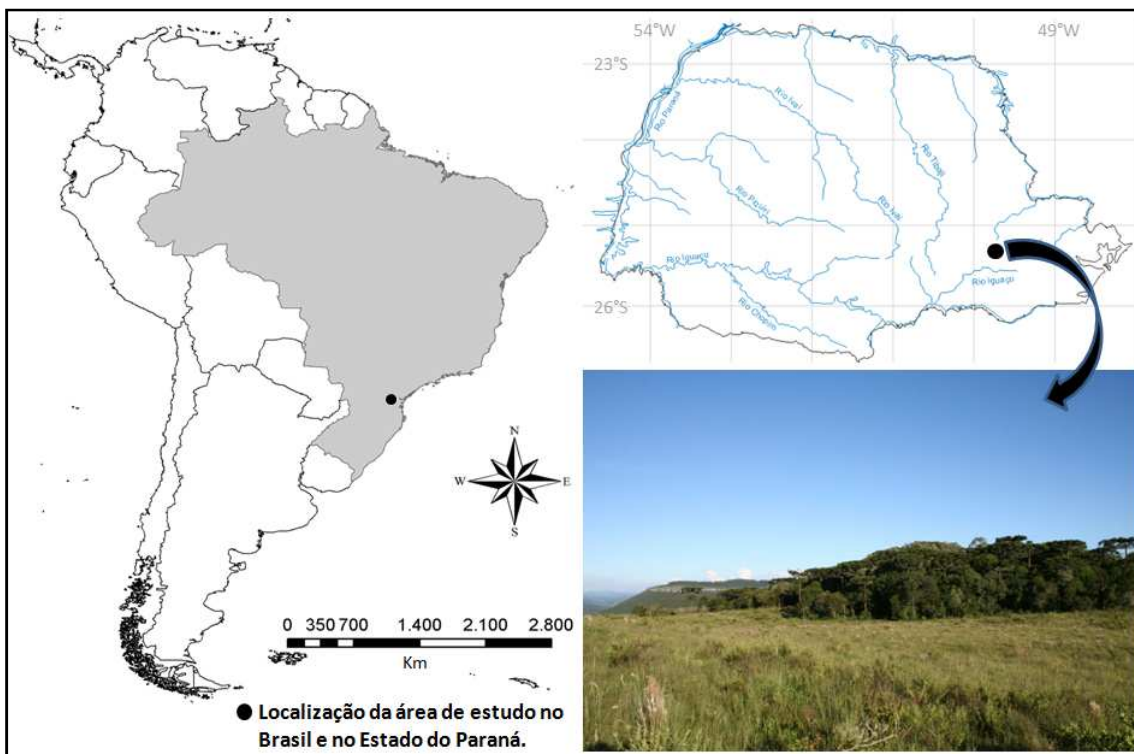 54°W
49°W
23°S
Rio Ivaí
Rio Paraná
Rio Tibagi
Rio Piquiri
Rio Ivaí
Rio Iguaçu
Rio Iguaçu
26°S
Rio Chopim
N
W
E
S
0 350 700 1.400 2.100 2.800
Km
Localização da área de estudo no
Brasil e no Estado do Paraná.